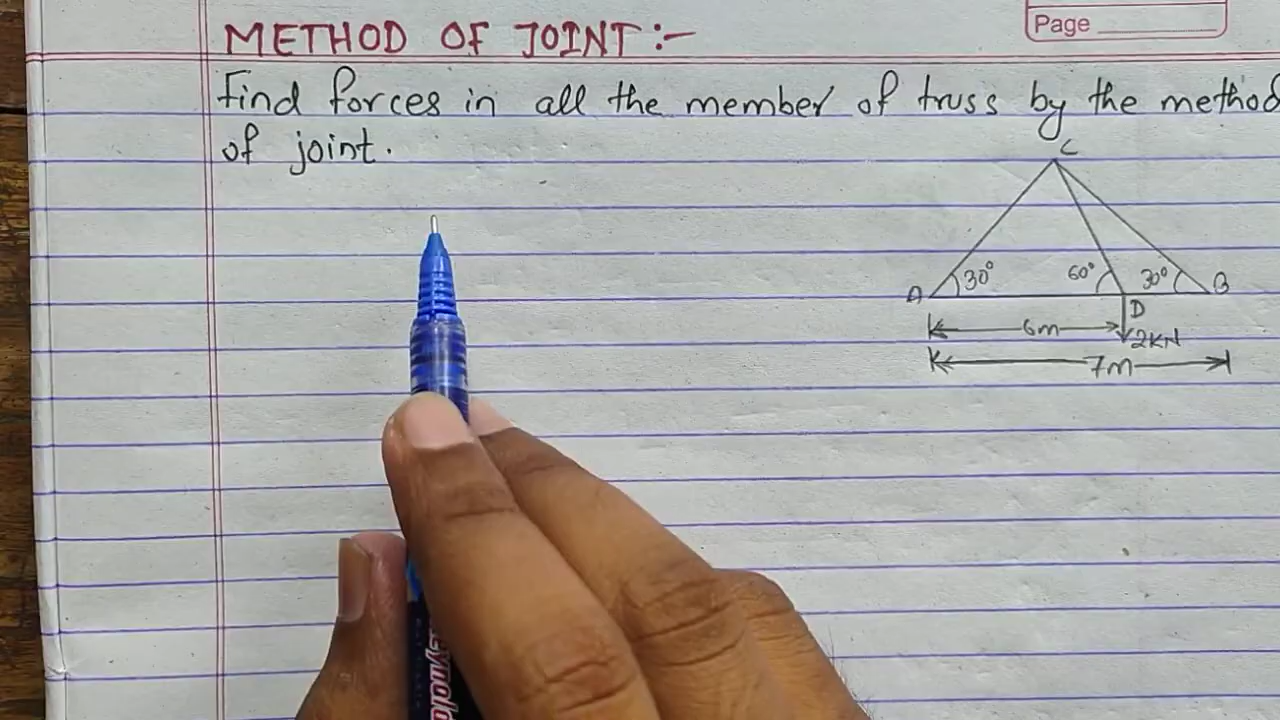 Page
METHOD OF JOINT :-
Find forces in all the member of truss by the method
of joint.
C
30°
60°
30°
A
B
D
6m
2KN
7m